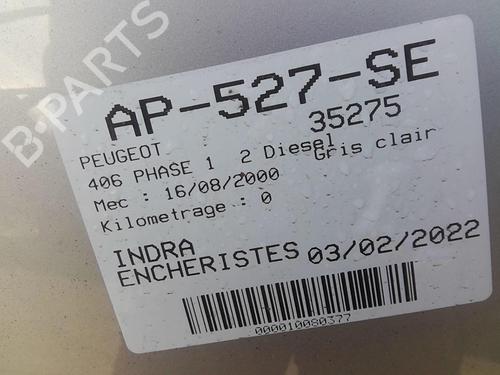 B-PARTS
AP-527-SE
PEUGEOT 35275
406 PHASE 1 2 Diesel Gris clair
Mec : 16/08/2000
Kilometrage : 0
INDRA
ENCHERISTES 03/02/2022
000010080377